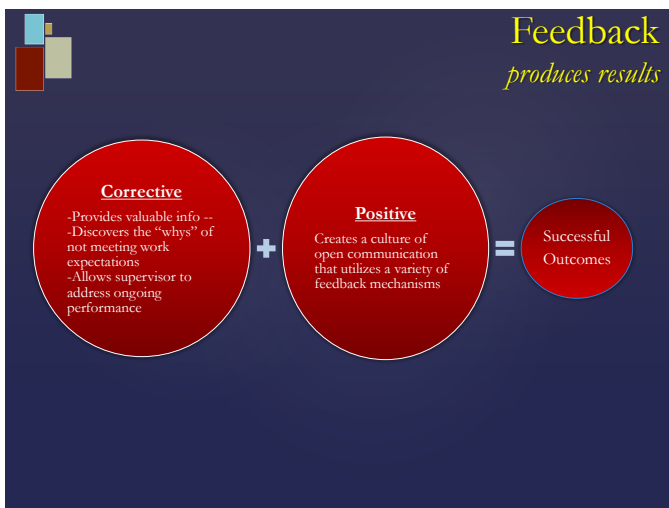 Feedback
produces results
Corrective
-Provides valuable info --
-Discovers the “whys” of
not meeting work
expectations
-Allows supervisor to
address ongoing
performance
+
Positive
Creates a culture of
open communication
that utilizes a variety of
feedback mechanisms
=
Successful
Outcomes